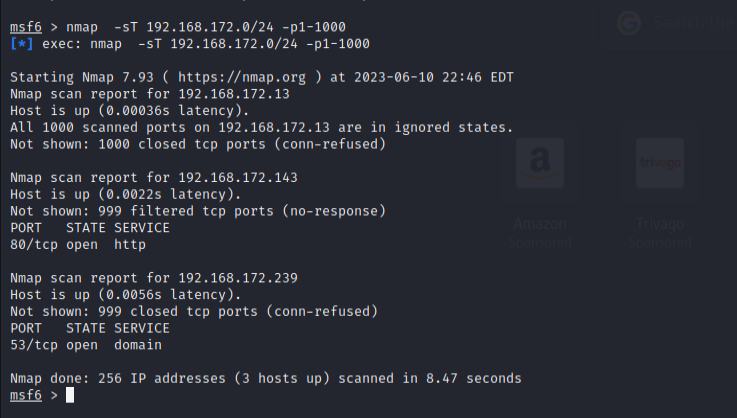 msf6 > nmap  -sT 192.168.172.0/24 -p1-1000
[*] exec: nmap  -sT 192.168.172.0/24 -p1-1000
Starting Nmap 7.93 ( https://nmap.org ) at 2023-06-10 22:46 EDT
Nmap scan report for 192.168.172.13
Host is up (0.00036s latency).
All 1000 scanned ports on 192.168.172.13 are in ignored states.
Not shown: 1000 closed tcp ports (conn-refused)
Nmap scan report for 192.168.172.143
Host is up (0.0022s latency).
Not shown: 999 filtered tcp ports (no-response)
PORT   STATE SERVICE
80/tcp open  http
Nmap scan report for 192.168.172.239
Host is up (0.0056s latency).
Not shown: 999 closed tcp ports (conn-refused)
PORT   STATE SERVICE
53/tcp open  domain
Nmap done: 256 IP addresses (3 hosts up) scanned in 8.47 seconds
msf6 >
G
a
trivago
Amazon
Sponsored
Trivago
Sponsored